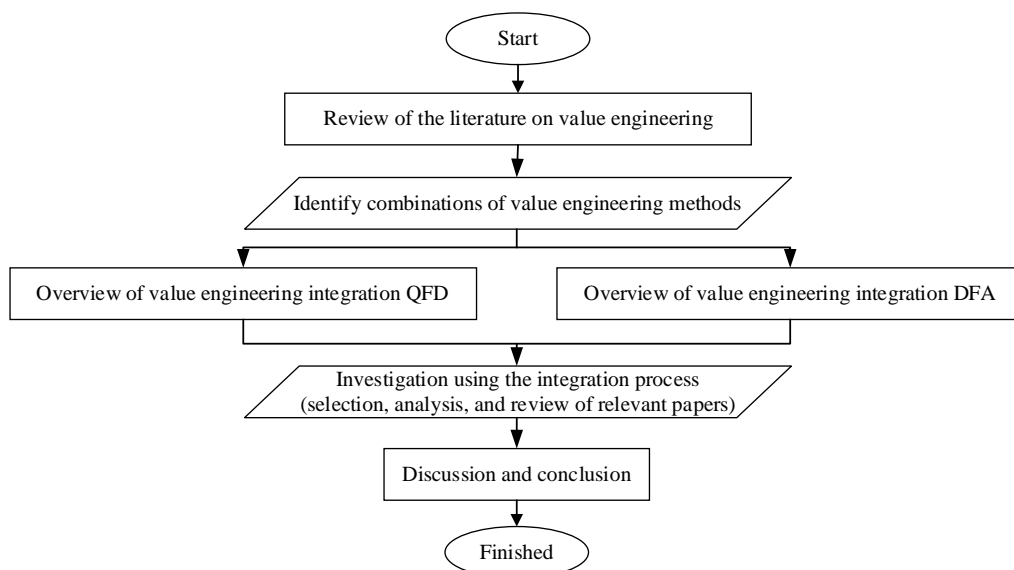 Start
Review of the literature on value engineering
Identify combinations of value engineering methods
Overview of value engineering integration QFD
Overview of value engineering integration DFA
Investigation using the integration process
(selection, analysis, and review of relevant papers)
Discussion and conclusion
Finished